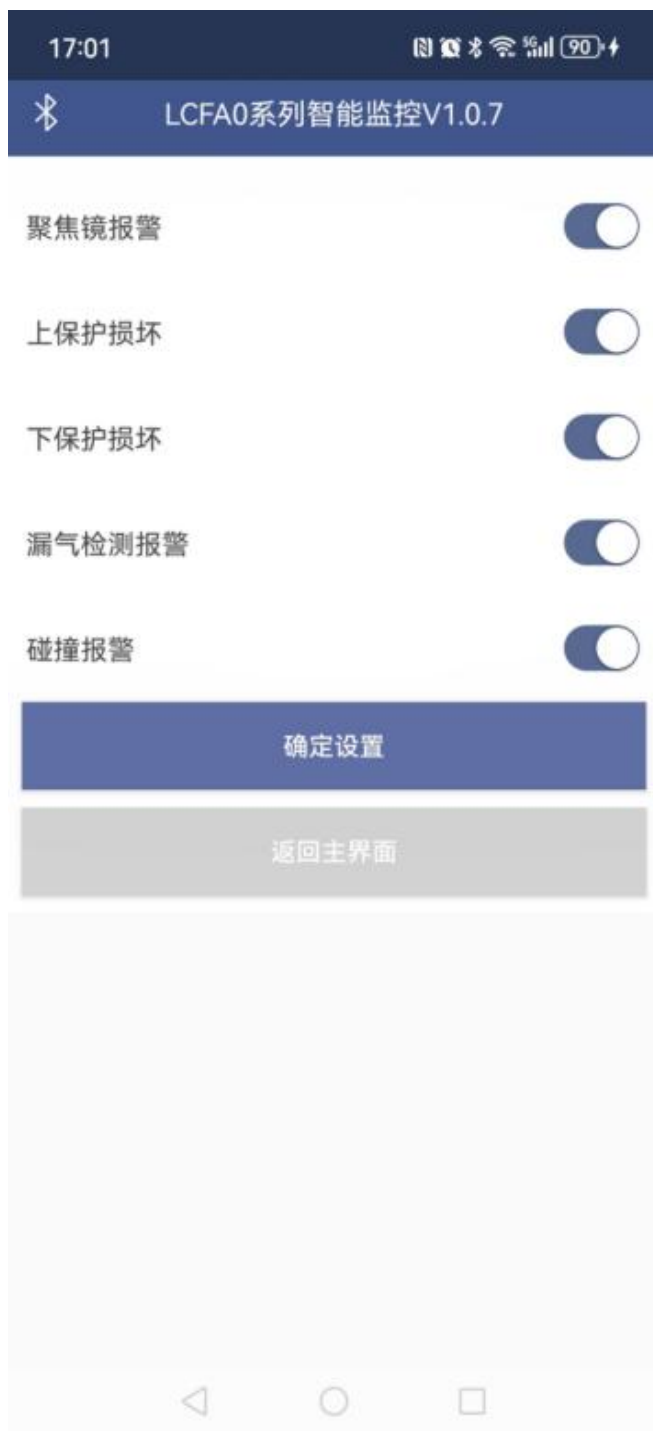 17:01
5G 90
LCFA0系列智能监控V1.0.7
聚焦镜报警
上保护损坏
下保护损坏
漏气检测报警
碰撞报警
确定设置
返回主界面